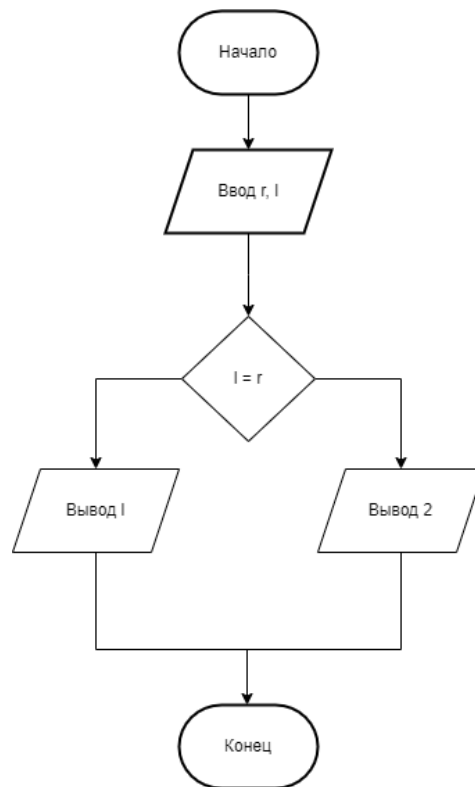 Начало
Ввод r, l
l = r
Вывод l
Вывод 2
Конец